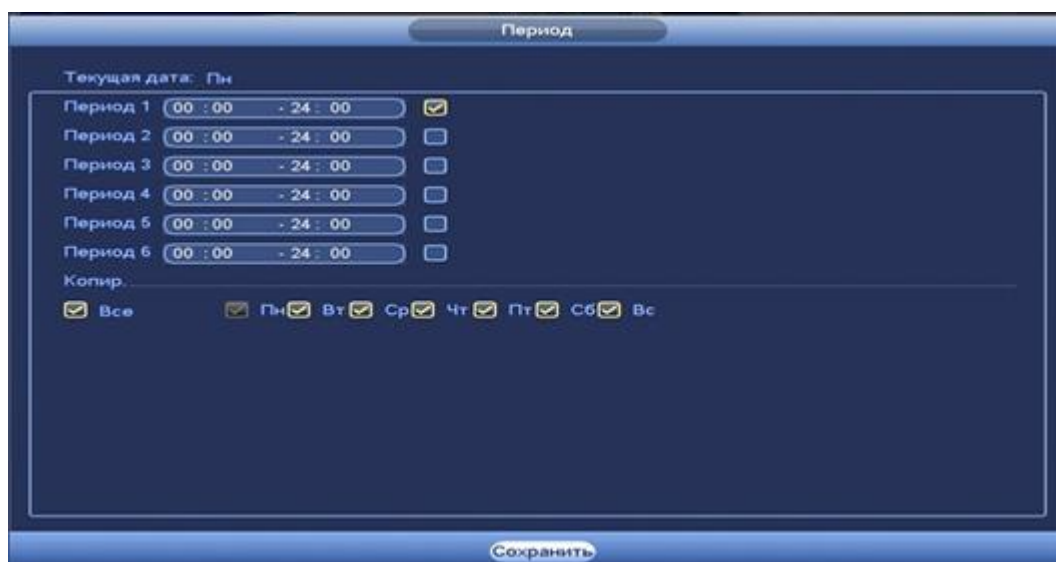 Период
Текущая дата: Пн
Период 1 00 : 00 - 24 : 00
Период 2 00 : 00 - 24 : 00
Период 3 00 : 00 - 24 : 00
Период 4 00 : 00 - 24 : 00
Период 5 00 : 00 - 24 : 00
Период 6 00 : 00 - 24 : 00
Копир.
Все Пн Вт Ср Чт Пт Сб Вс
Сохранить